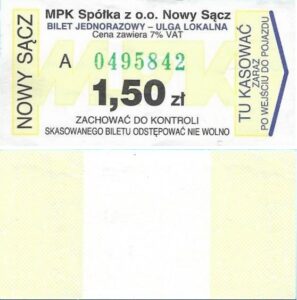 NOWY SĄCZ
MPK Spółka z o.o. Nowy Sącz
BILET JEDNORAZOWY – ULGA LOKALNA
Cena zawiera 7% VAT
A 0495842
1,50 zł
ZACHOWAĆ DO KONTROLI
SKASOWANEGO BILETU ODSTĘPOWAĆ NIE WOLNO
TU KASOWAĆ
ZARAZ
PO WEJŚCIU DO POJAZDU
MPK